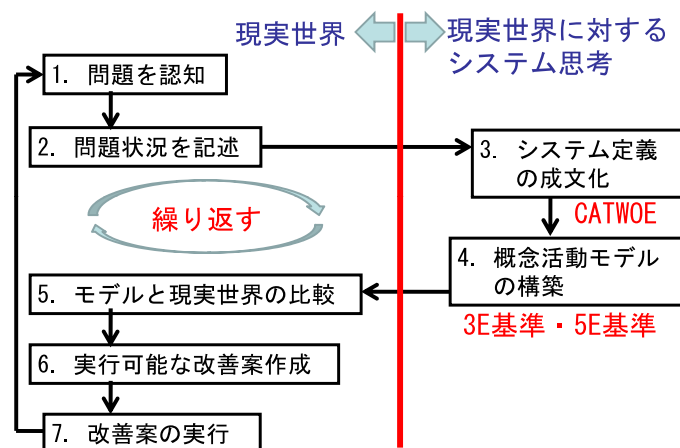 現実世界
現実世界に対する
システム思考
1. 問題を認知
2. 問題状況を記述
3. システム定義
の成文化
CATWOE
繰り返す
4. 概念活動モデル
の構築
3E基準・5E基準
5. モデルと現実世界の比較
6. 実行可能な改善案作成
7. 改善案の実行